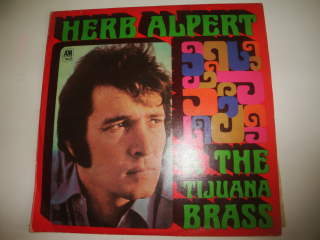 HERB ALPERT
A&M
& THE
TIJUANA
BRASS